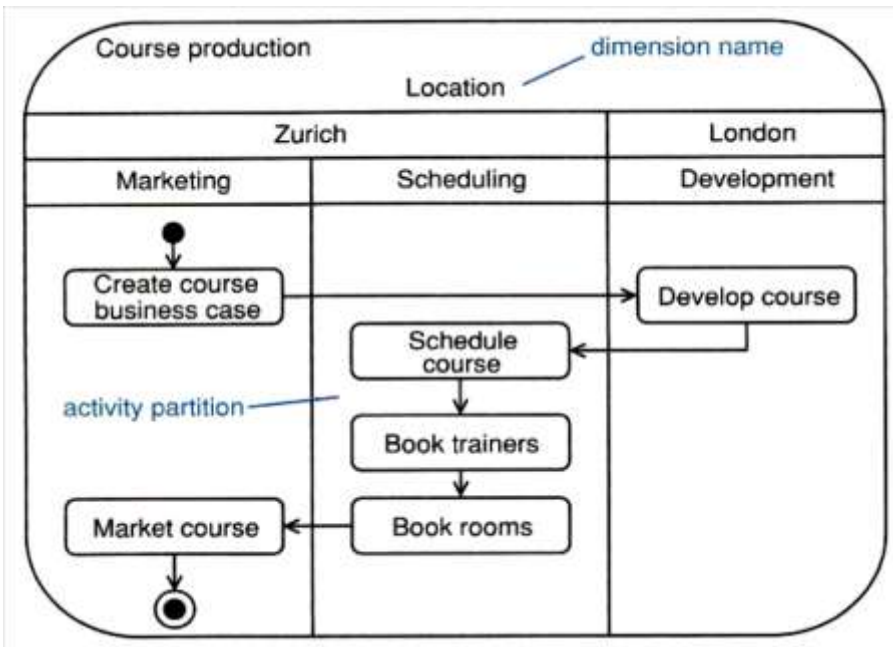 Course production
dimension name
Location
Zurich
London
Marketing
Scheduling
Development
Create course
business case
Develop course
Schedule
course
activity partition
Book trainers
Market course
Book rooms